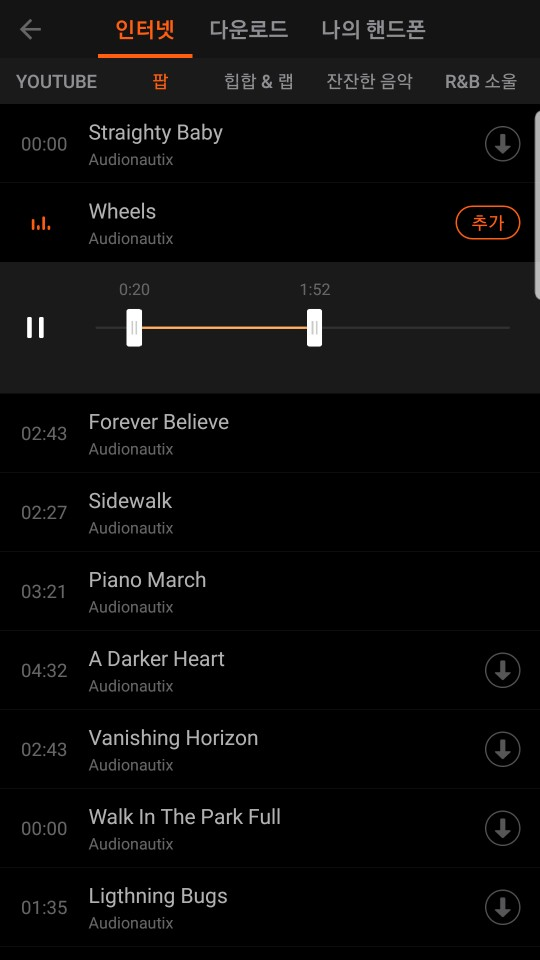 인터넷 다운로드 나의 핸드폰
YOUTUBE 팝 힙합 & 랩 잔잔한 음악 R&B 소울
00:00 Straighty Baby
Audionautix
Wheels
Audionautix
추가
0:20 1:52
02:43 Forever Believe
Audionautix
02:27 Sidewalk
Audionautix
03:21 Piano March
Audionautix
04:32 A Darker Heart
Audionautix
02:43 Vanishing Horizon
Audionautix
00:00 Walk In The Park Full
Audionautix
01:35 Ligthning Bugs
Audionautix